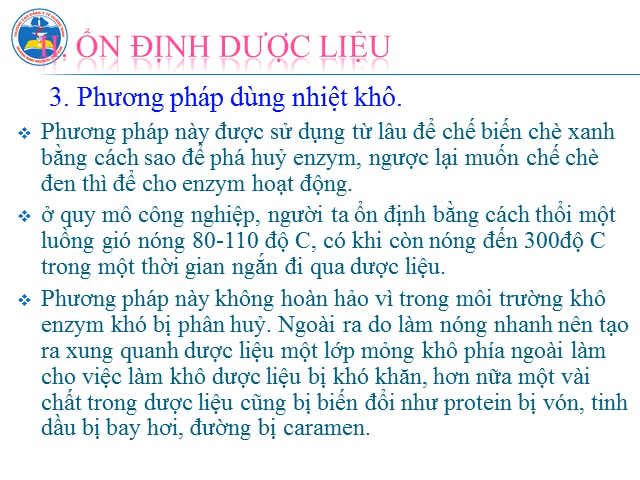 II. ỔN ĐỊNH DƯỢC LIỆU
3. Phương pháp dùng nhiệt khô.
Phương pháp này được sử dụng từ lâu để chế biến chè xanh
bằng cách sao để phá huỷ enzym, ngược lại muốn chế chè
đen thì để cho enzym hoạt động.
ở quy mô công nghiệp, người ta ổn định bằng cách thổi một
luồng gió nóng 80-110 độ C, có khi còn nóng đến 300độ C
trong một thời gian ngắn đi qua dược liệu.
Phương pháp này không hoàn hảo vì trong môi trường khô
enzym khó bị phân huỷ. Ngoài ra do làm nóng nhanh nên tạo
ra xung quanh dược liệu một lớp mỏng khô phía ngoài làm
cho việc làm khô dược liệu bị khó khăn, hơn nữa một vài
chất trong dược liệu cũng bị biến đổi như protein bị vón, tinh
dầu bị bay hơi, đường bị caramen.